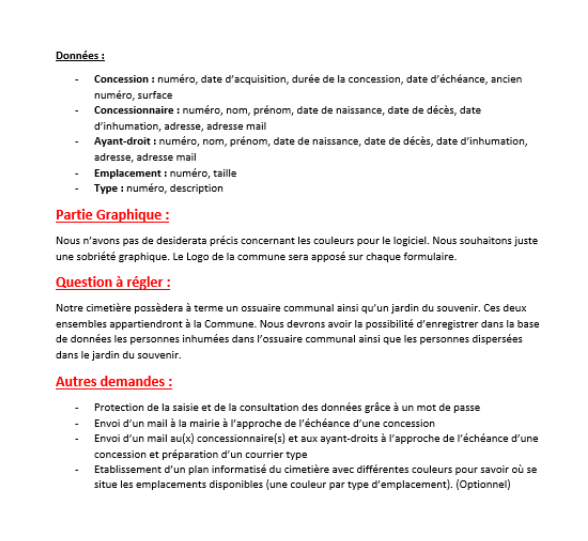 Données :
- Concession : numéro, date d'acquisition, durée de la concession, date d'échéance, ancien
numéro, surface
- Concessionnaire : numéro, nom, prénom, date de naissance, date de décès, date
d'inhumation, adresse, adresse mail
- Ayant-droit : numéro, nom, prénom, date de naissance, date de décès, date d'inhumation,
adresse, adresse mail
- Emplacement : numéro, taille
- Type : numéro, description
Partie Graphique :
Nous n'avons pas de desiderata précis concernant les couleurs pour le logiciel. Nous souhaitons juste
une sobriété graphique. Le Logo de la commune sera apposé sur chaque formulaire.
Question à régler :
Notre cimetière possèdera à terme un ossuaire communal ainsi qu'un jardin du souvenir. Ces deux
ensembles appartiendront à la Commune. Nous devrons avoir la possibilité d'enregistrer dans la base
de données les personnes inhumées dans l'ossuaire communal ainsi que les personnes dispersées
dans le jardin du souvenir.
Autres demandes :
- Protection de la saisie et de la consultation des données grâce à un mot de passe
- Envoi d'un mail à la mairie à l'approche de l'échéance d'une concession
- Envoi d'un mail au(x) concessionnaire(s) et aux ayant-droits à l'approche de l'échéance d'une
concession et préparation d'un courrier type
- Etablissement d'un plan informatisé du cimetière avec différentes couleurs pour savoir où se
situe les emplacements disponibles (une couleur par type d'emplacement). (Optionnel)